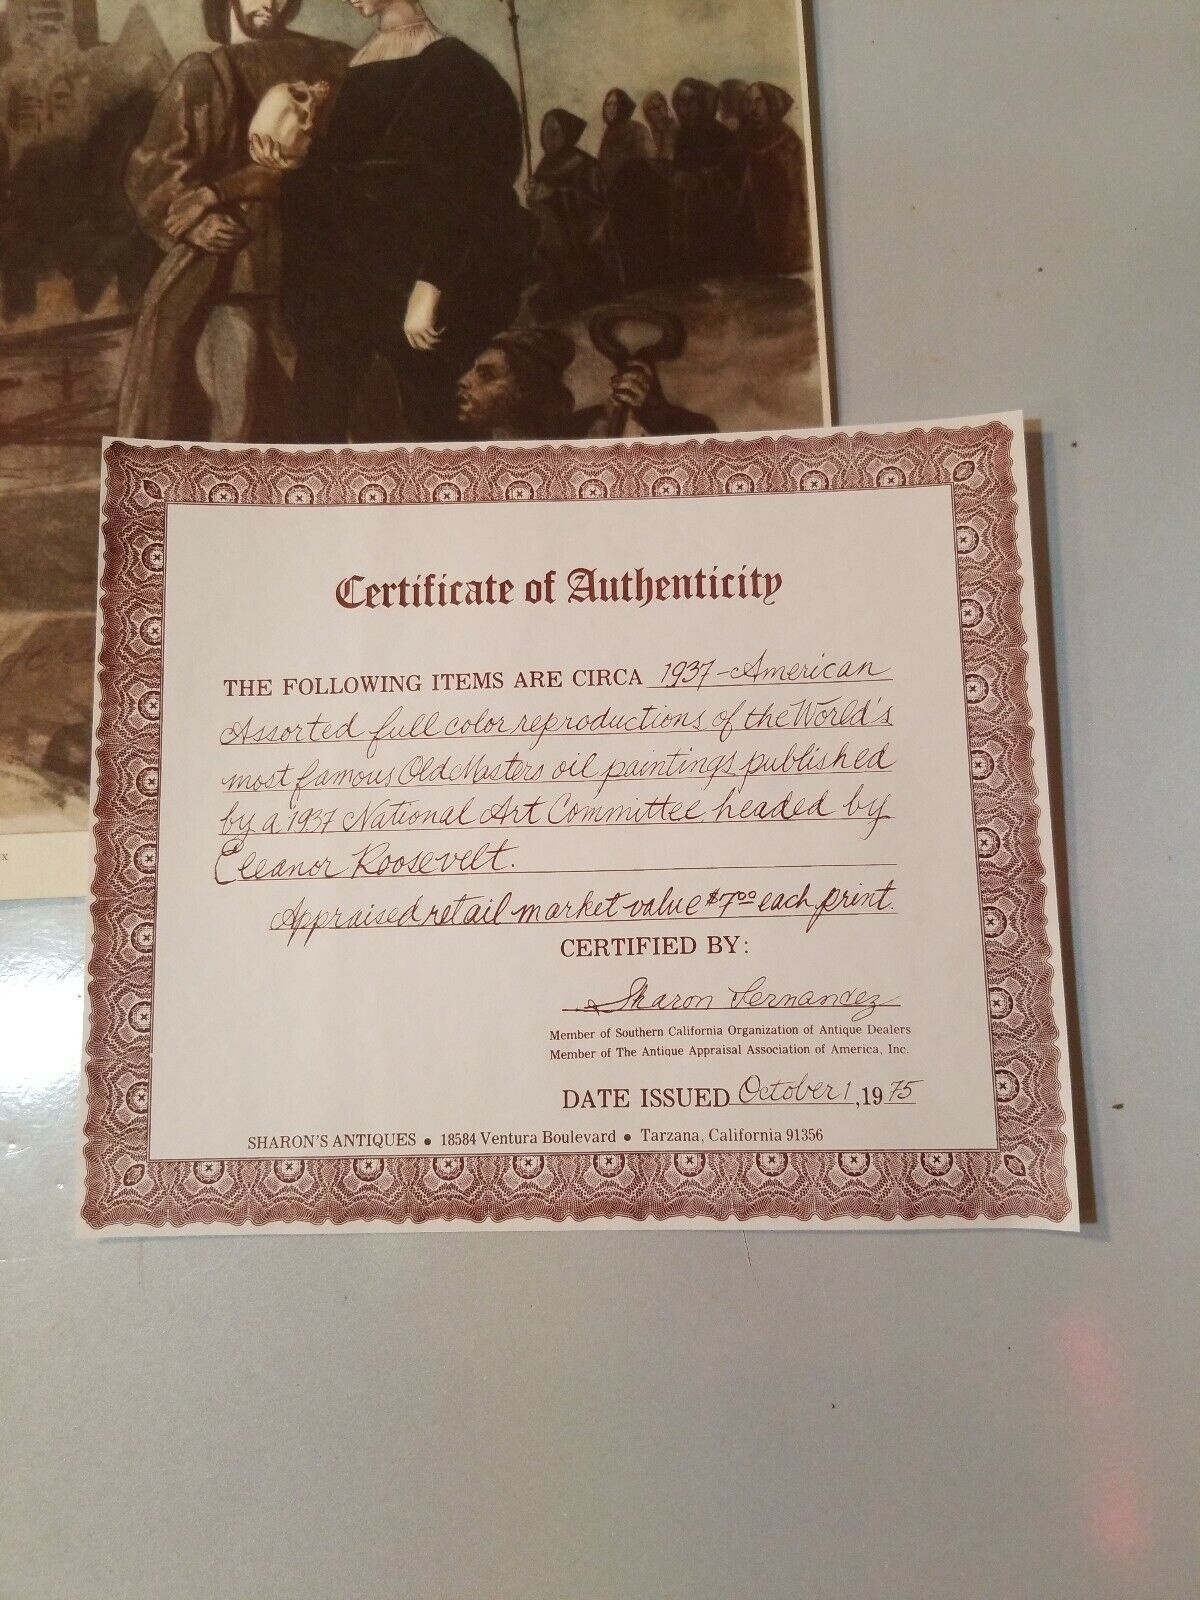 Certificate of Authenticity
THE FOLLOWING ITEMS ARE CIRCA 1937-American
Assorted full color reproductions of the World's
most famous Old Masters oil paintings published
by a 1937 National Art Committee headed by
Eleanor Roosevelt.
Appraised retail market value $7.00 each print.
CERTIFIED BY:
Sharon Fernandez
Member of Southern California Organization of Antique Dealers
Member of The Antique Appraisal Association of America, Inc.
DATE ISSUED October 1, 1975
SHARON'S ANTIQUES • 18584 Ventura Boulevard • Tarzana, California 91356